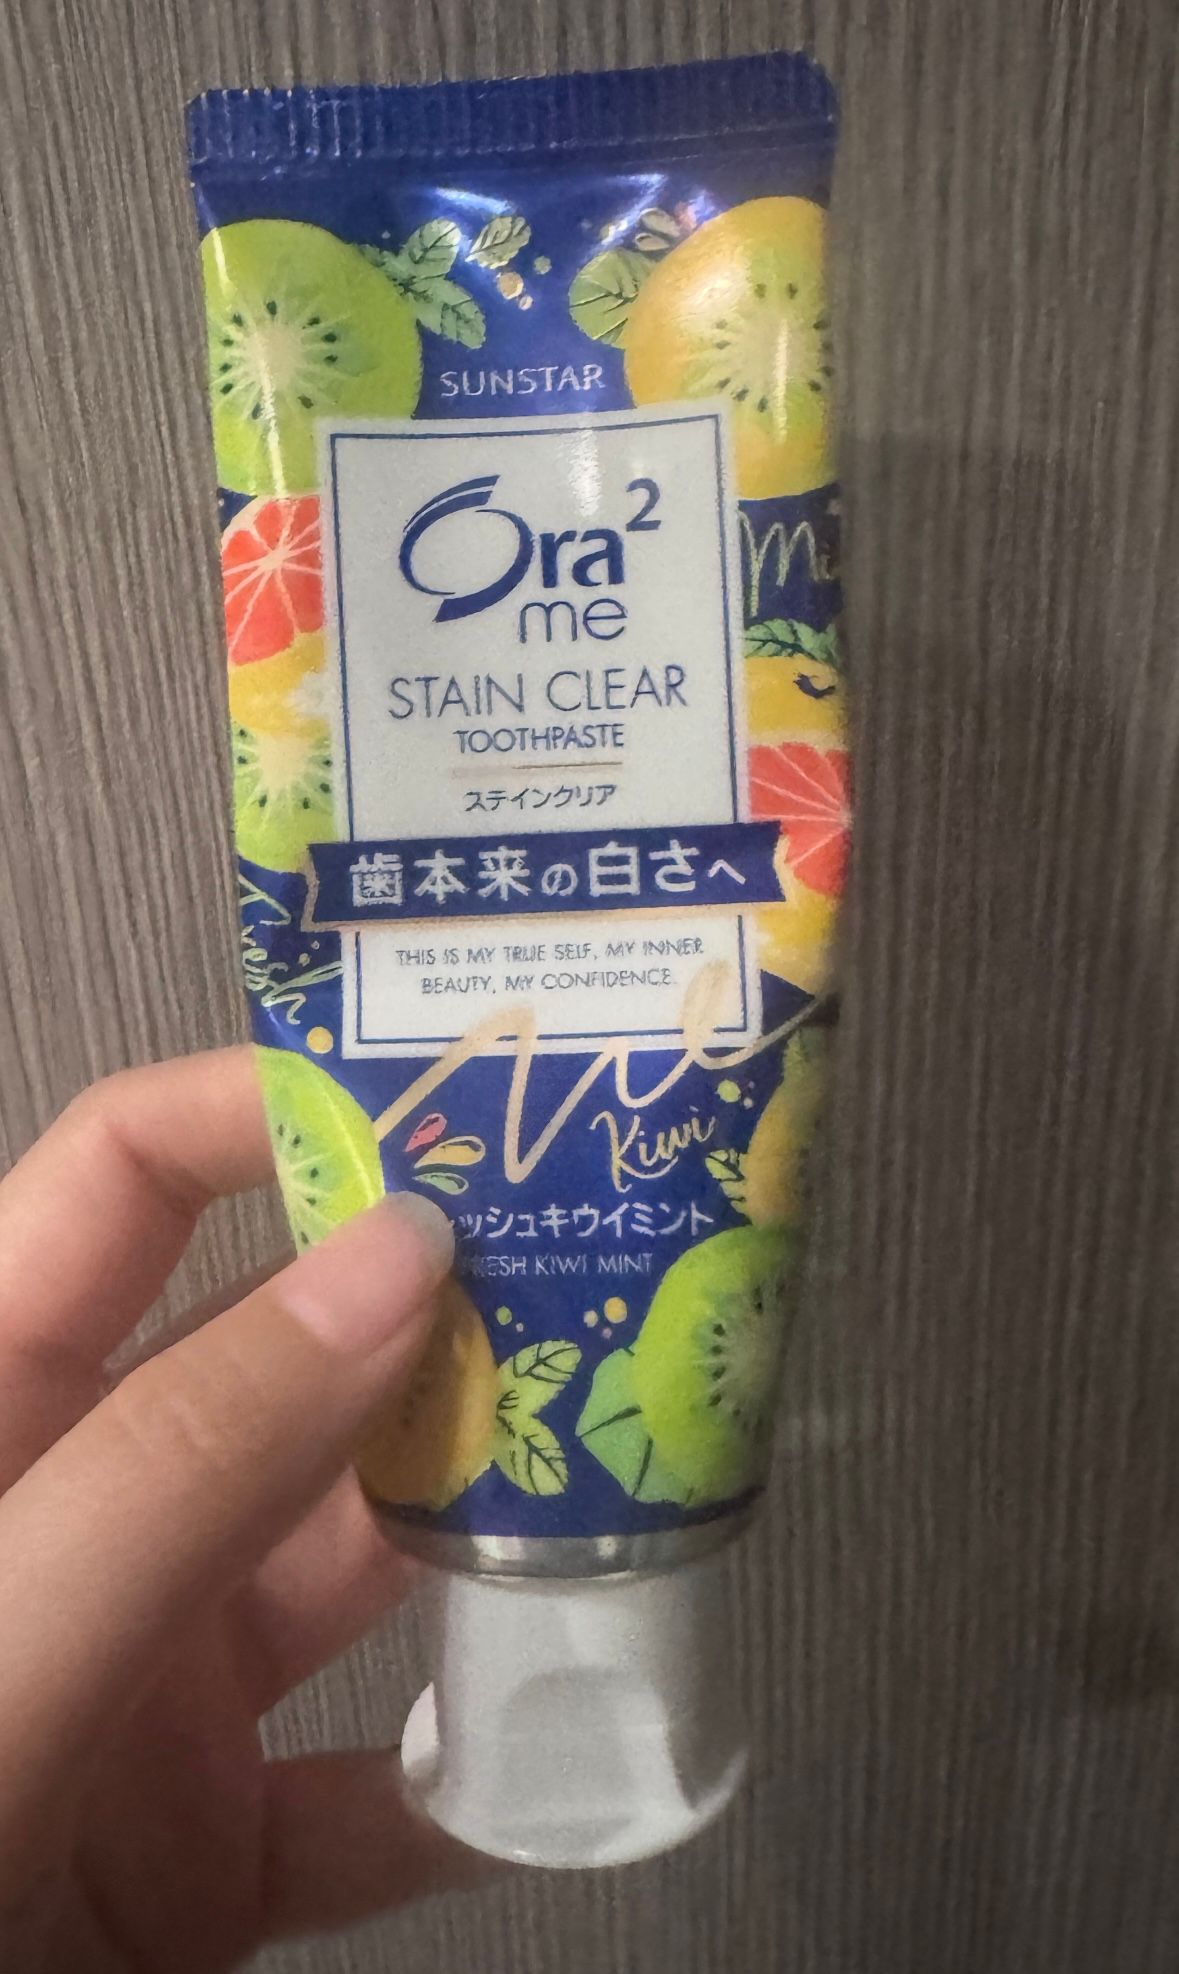 SUNSTAR
Ora²
me
STAIN CLEAR
TOOTHPASTE
ステインクリア
歯本来の白さへ
THIS IS MY TRUE SELF, MY INNER
BEAUTY, MY CONFIDENCE.
Fresh
Me
Kiwi
ッシュキウイミント
ESH KIWI MINT